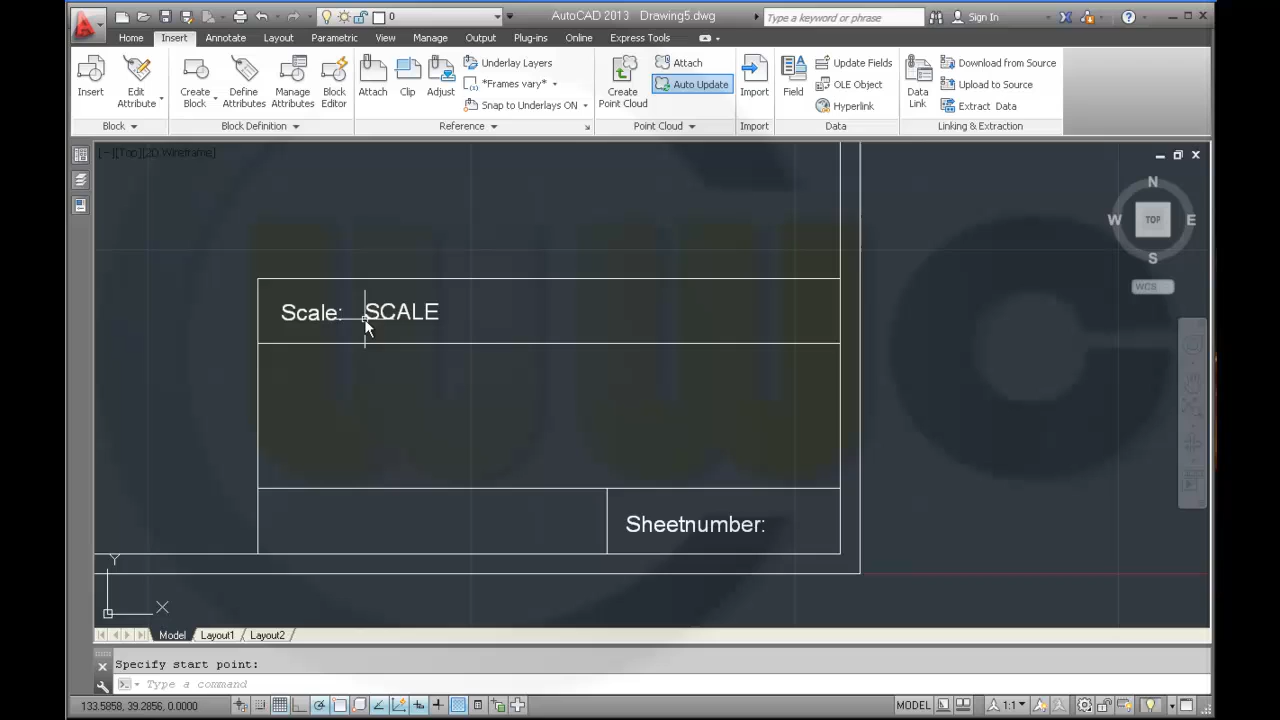 0
AutoCAD 2013 Drawing5.dwg
Type a keyword or phrase
Sign In
Home Insert Annotate Layout Parametric View Manage Output Plug-ins Online Express Tools
Insert
Edit Attribute
Create Block
Define Attributes
Manage Attributes
Block Editor
Attach
Clip
Adjust
Underlay Layers
*Frames vary*
Snap to Underlays ON
Create Point Cloud
Attach
Auto Update
Import
Field
Update Fields
OLE Object
Hyperlink
Data Link
Download from Source
Upload to Source
Extract Data
Block Block Definition Reference Point Cloud Import Data Linking & Extraction
[-][Top][2D Wireframe]
N
W TOP E
S
WCS
Scale: SCALE
Sheetnumber:
Y
X
Model Layout1 Layout2
Specify start point:
Type a command
133.5858, 39.2856, 0.0000
MODEL
1:1